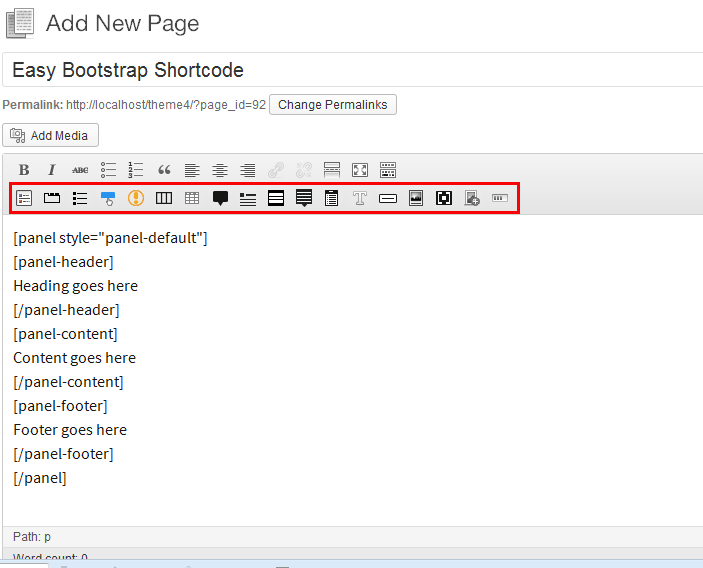 Add New Page
Easy Bootstrap Shortcode
Permalink: http://localhost/theme4/?page_id=92 Change Permalinks
Add Media
B I ABC
[panel style="panel-default"]
[panel-header]
Heading goes here
[/panel-header]
[panel-content]
Content goes here
[/panel-content]
[panel-footer]
Footer goes here
[/panel-footer]
[/panel]
Path: p
Word count: 0